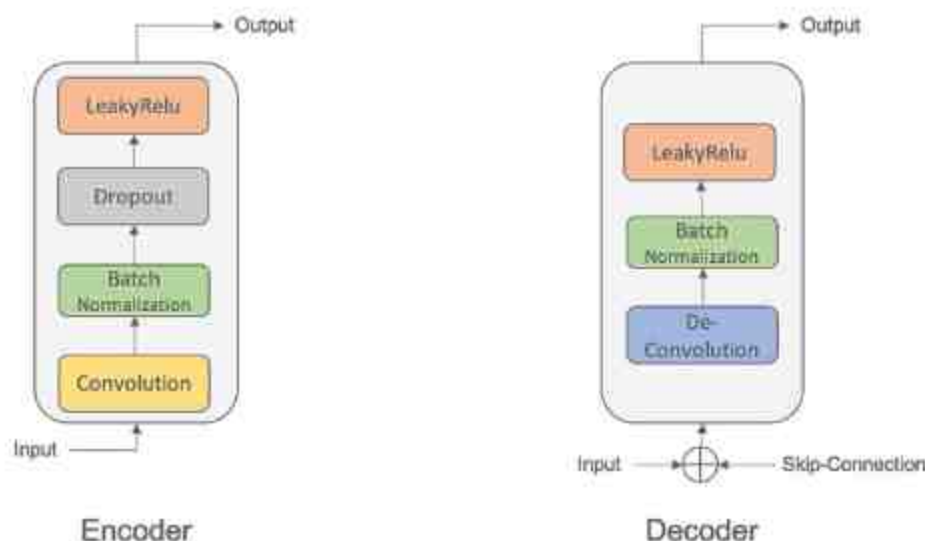 Output
LeakyRelu
Dropout
Batch
Normalization
Convolution
Input
Encoder
Output
LeakyRelu
Batch
Normalization
De-
Convolution
Input
Skip-Connection
Decoder